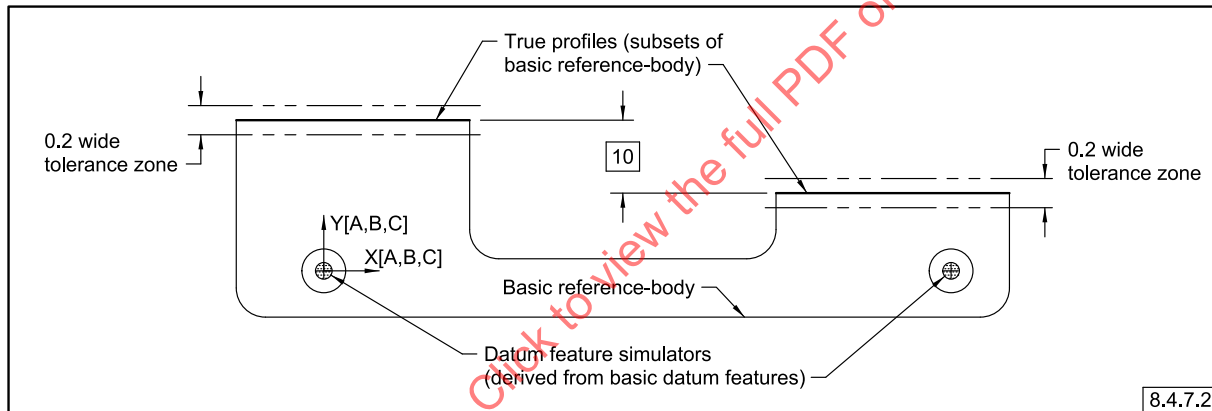 True profiles (subsets of
basic reference-body)
0.2 wide
tolerance zone
10
0.2 wide
tolerance zone
Y[A,B,C]
X[A,B,C]
Basic reference-body
Datum feature simulators
(derived from basic datum features)
Click to view the full PDF of
8.4.7.2